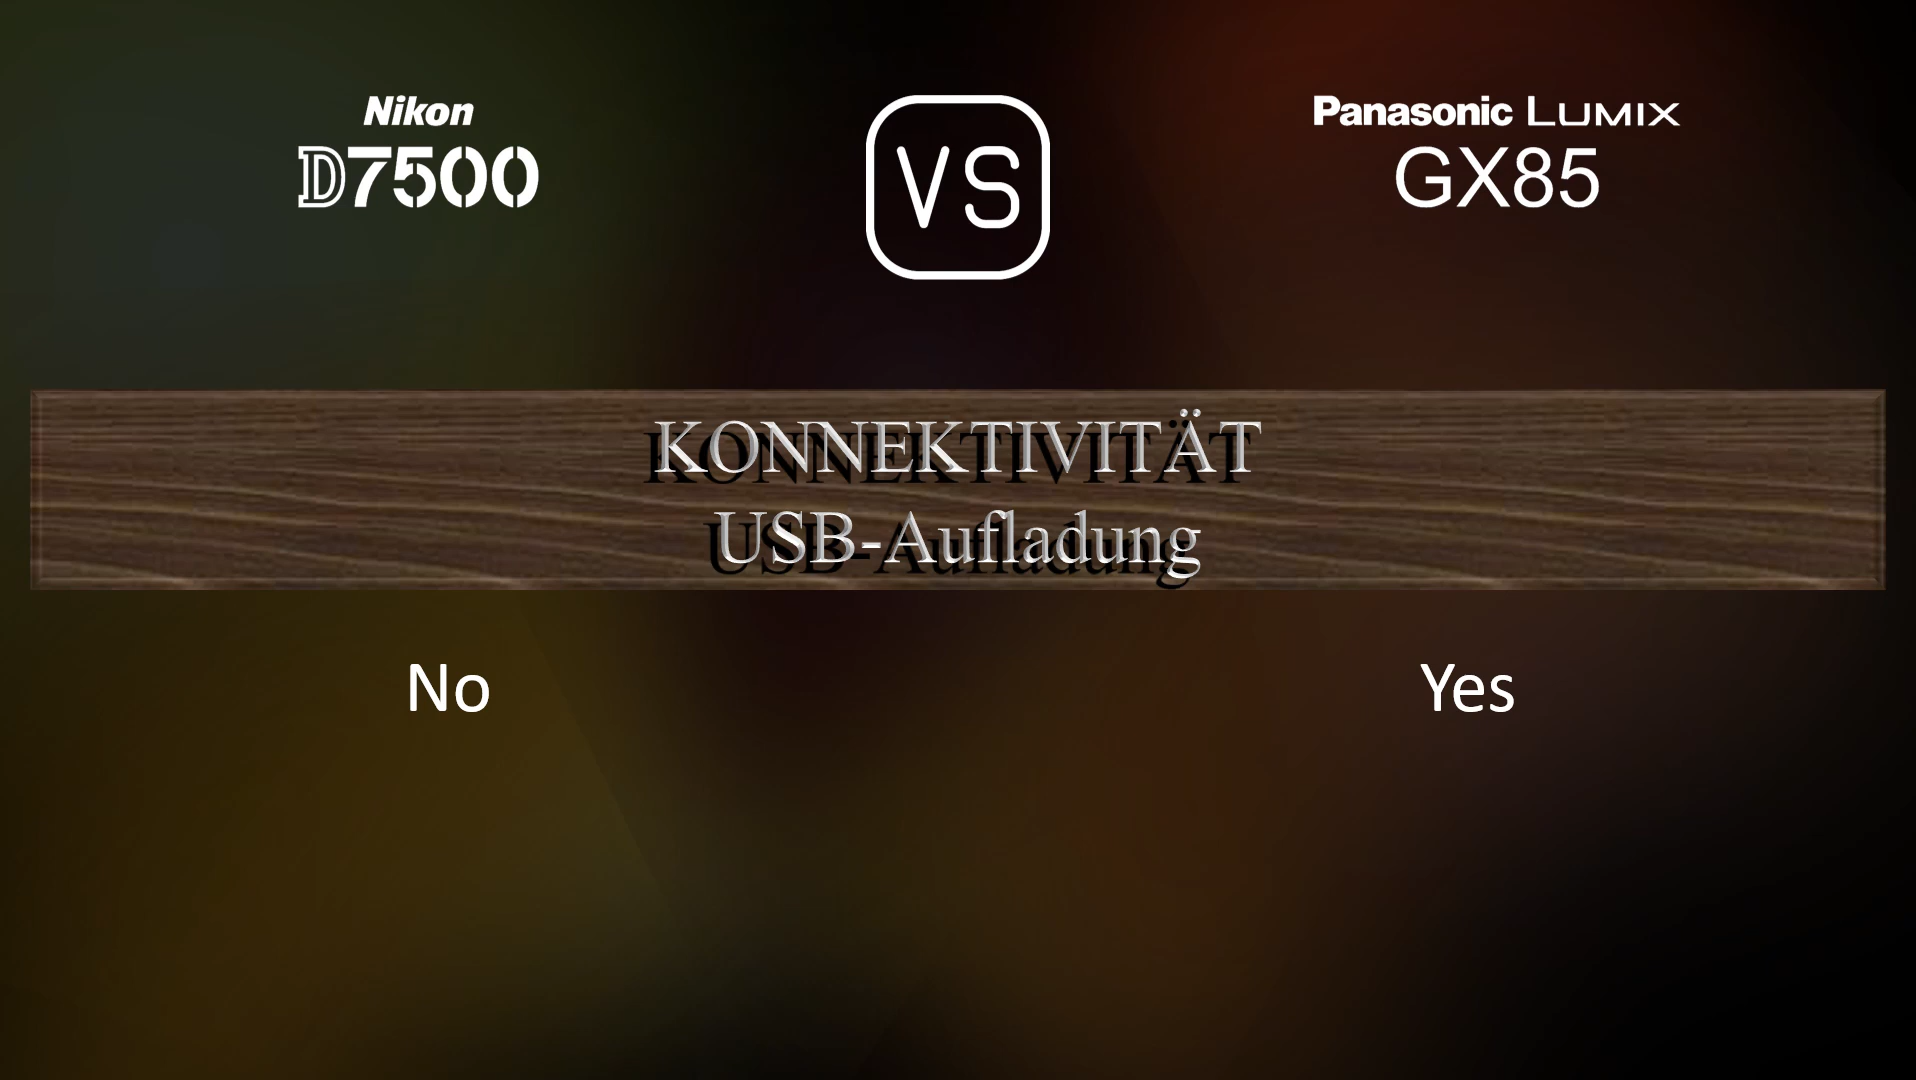 Nikon
D7500
VS
Panasonic LUMIX
GX85
KONNEKTIVITÄT
USB-Aufladung
No
Yes